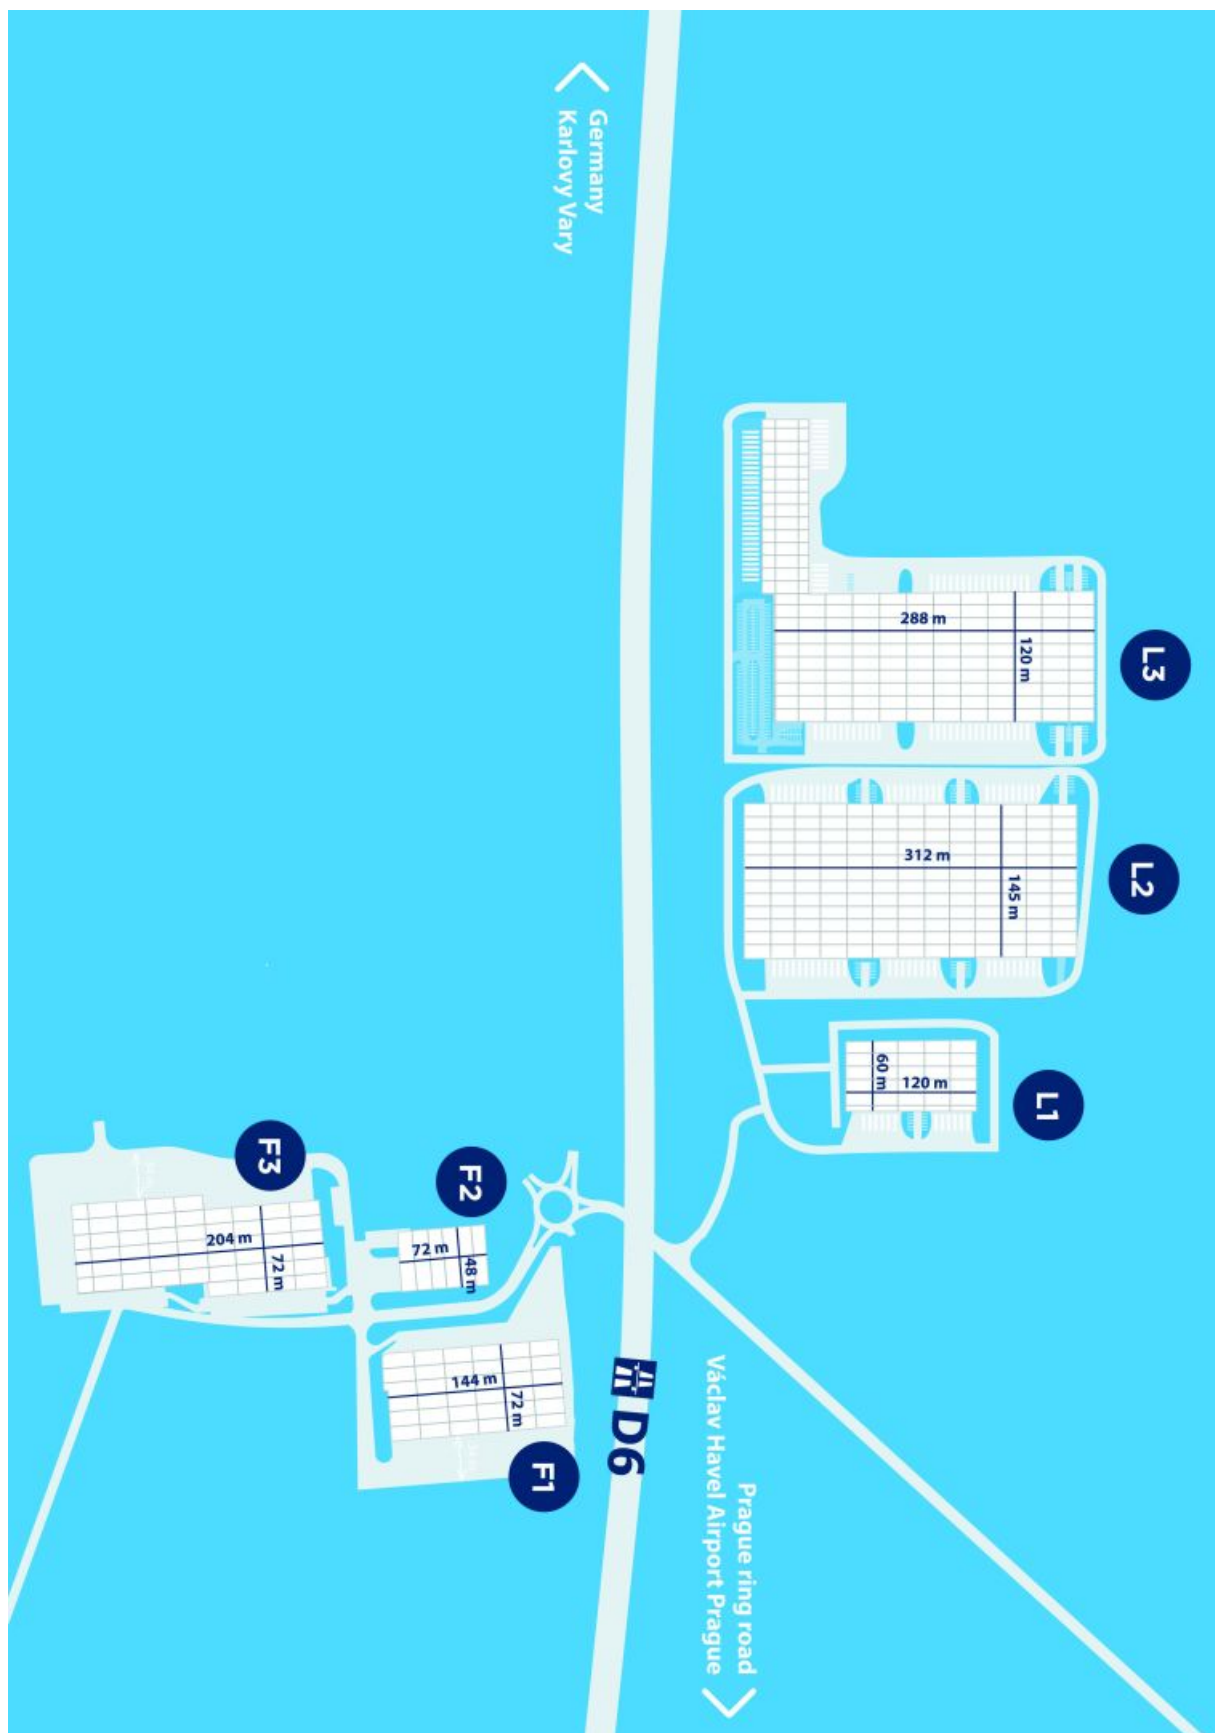 Germany
Karlovy Vary
L3
288 m
120 m
L2
312 m
145 m
L1
60 m
120 m
F3
204 m
72 m
F2
72 m
48 m
F1
144 m
72 m
D6
Prague ring road
Václav Havel Airport Prague